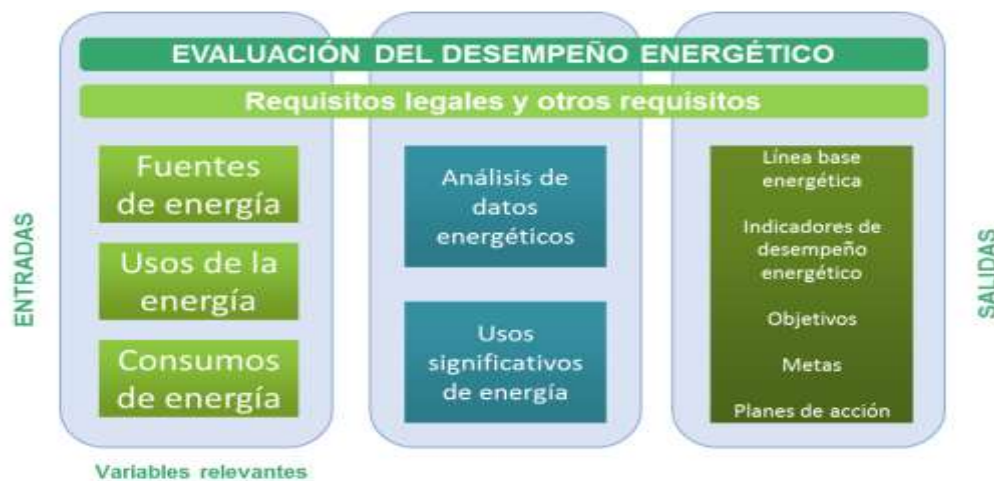 EVALUACIÓN DEL DESEMPEÑO ENERGÉTICO
Requisitos legales y otros requisitos
ENTRADAS
Fuentes
de energía
Usos de la
energía
Consumos
de energía
Variables relevantes
Análisis de
datos
energéticos
Usos
significativos
de energía
Línea base
energética
Indicadores de
desempeño
energético
Objetivos
Metas
Planes de acción
SALIDAS